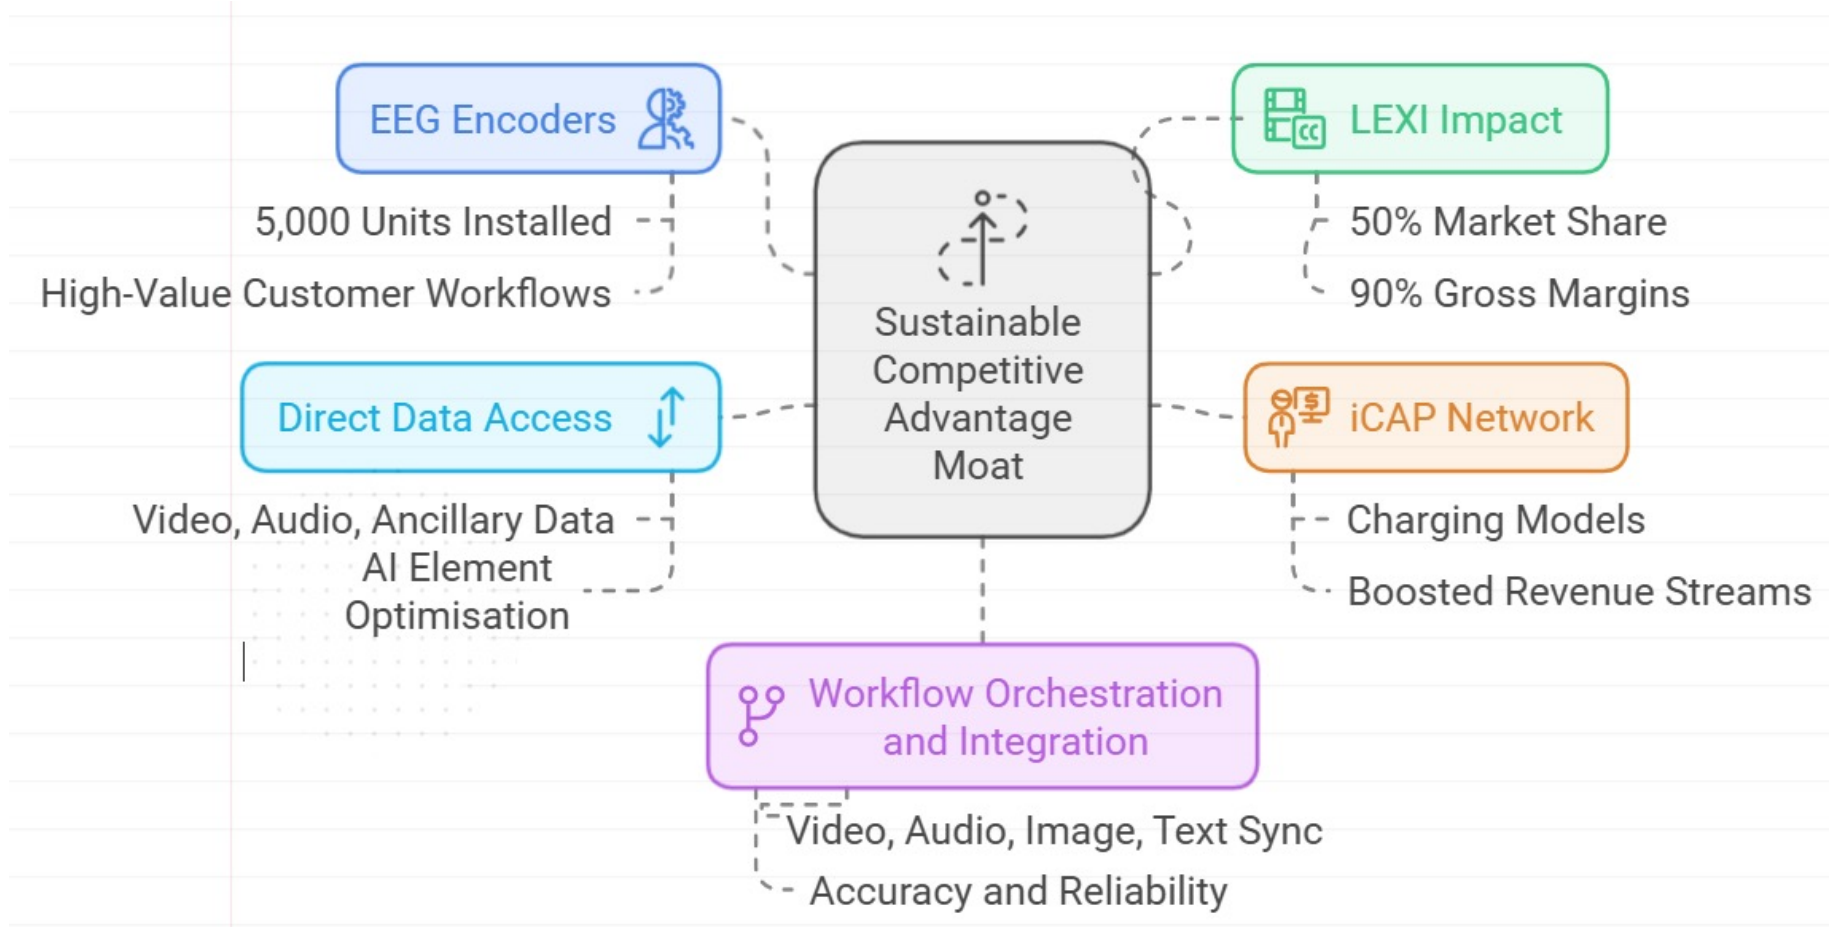 EEG Encoders
5,000 Units Installed
High-Value Customer Workflows
Direct Data Access
Video, Audio, Ancillary Data
AI Element
Optimisation
Sustainable
Competitive
Advantage
Moat
CC
LEXI Impact
50% Market Share
90% Gross Margins
$
iCAP Network
Charging Models
Boosted Revenue Streams
Workflow Orchestration
and Integration
Video, Audio, Image, Text Sync
Accuracy and Reliability